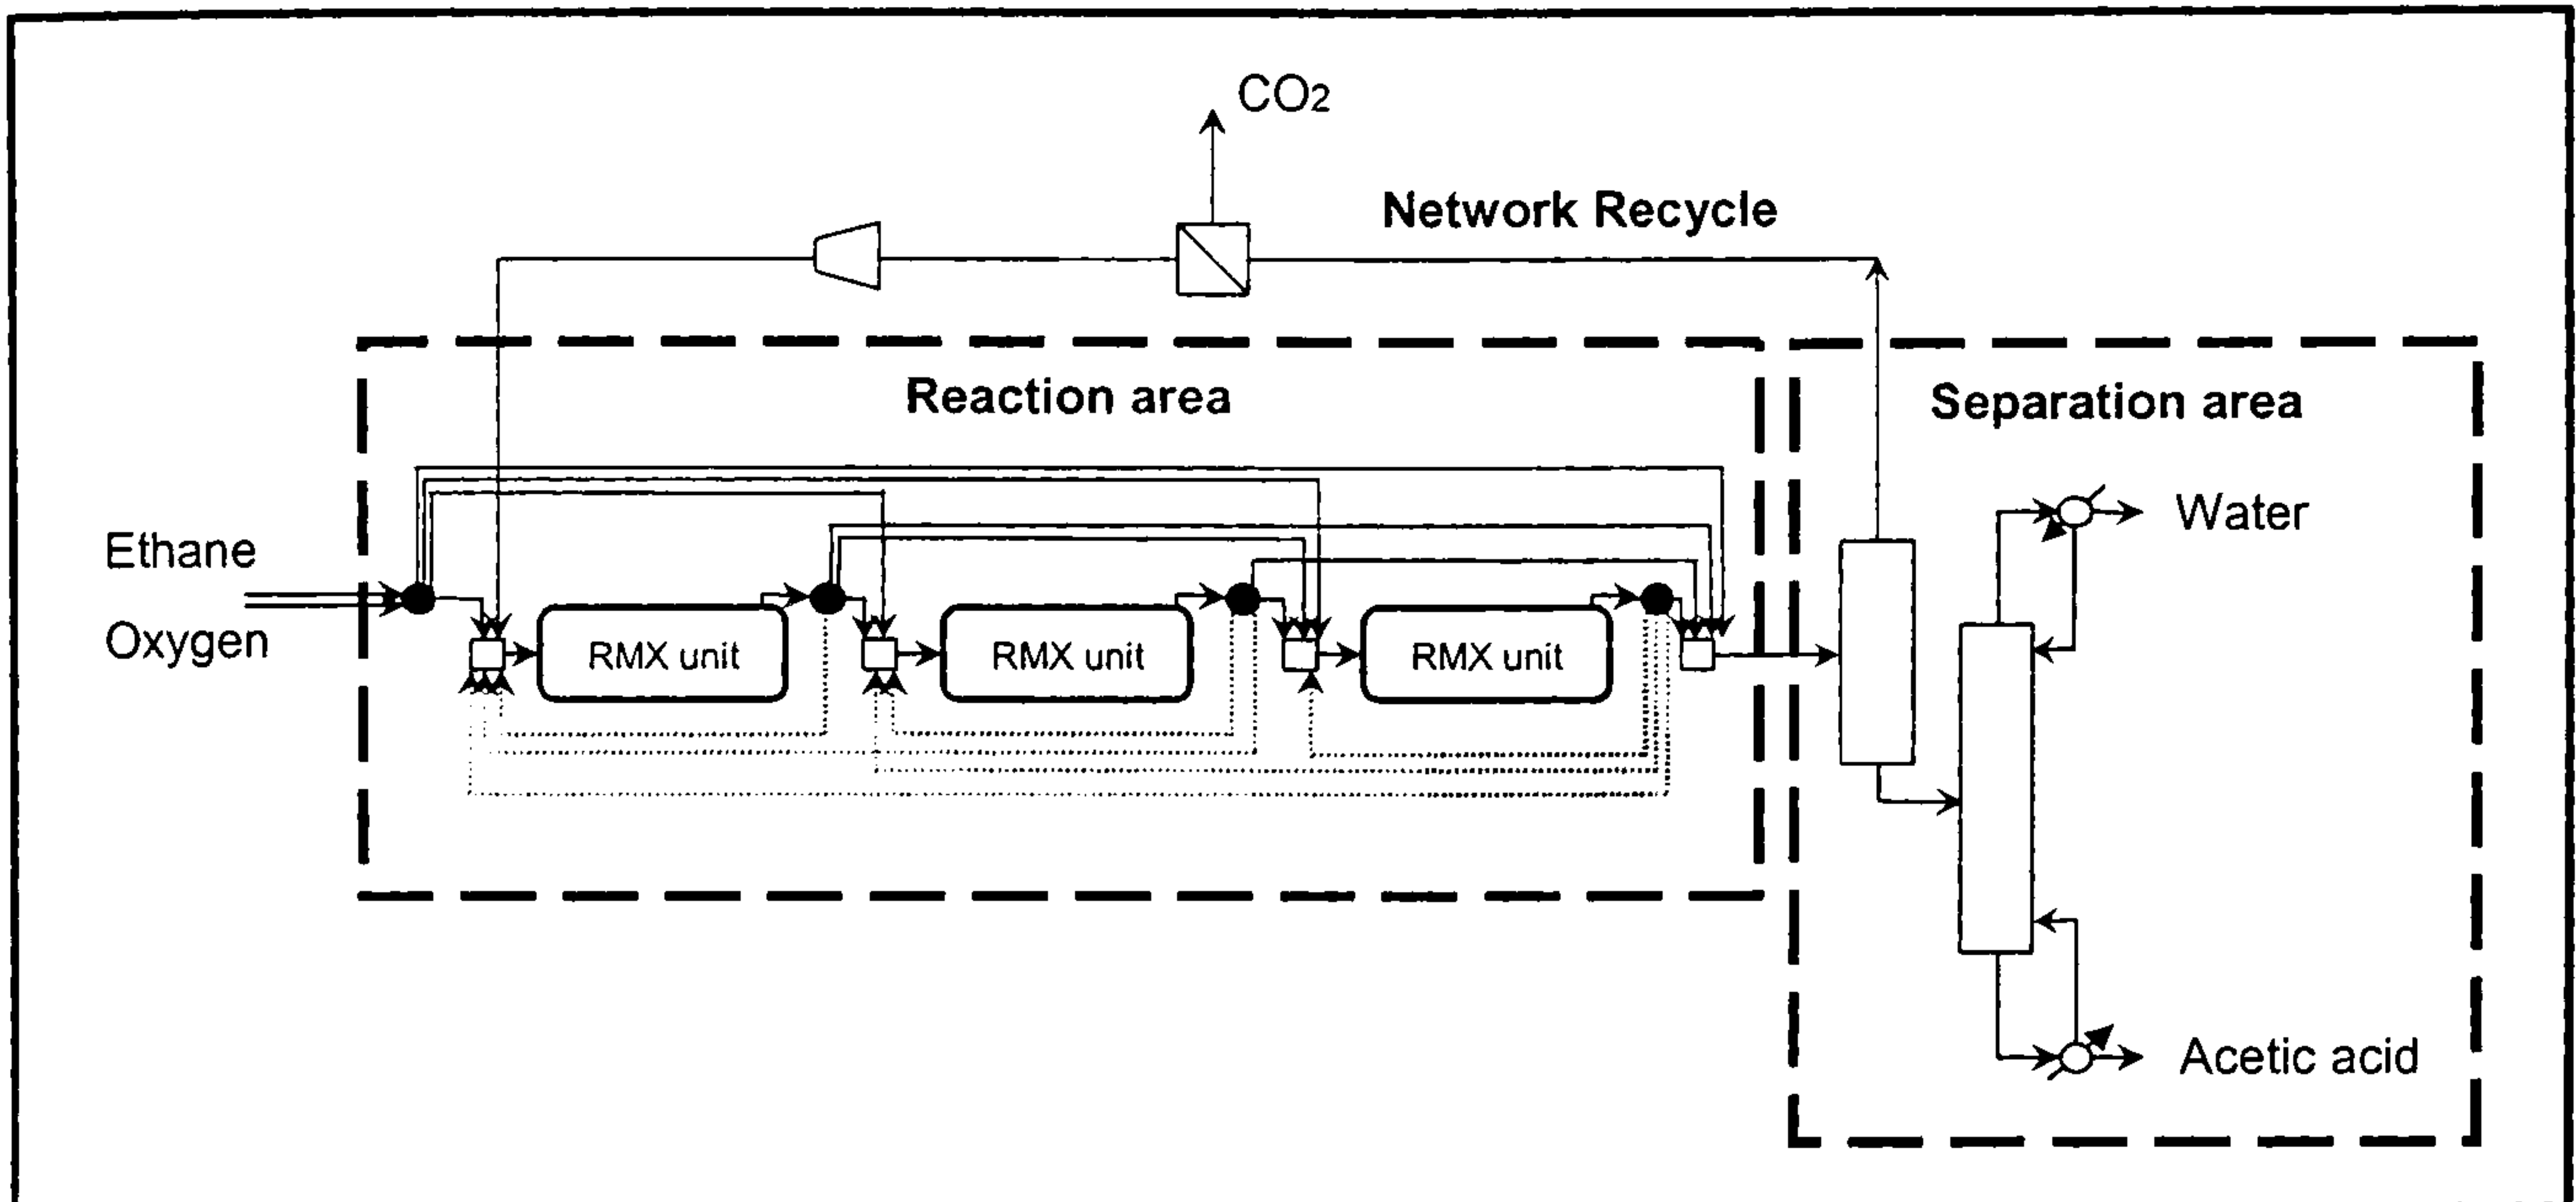 CO2
Network Recycle
Reaction area
Separation area
Ethane
Oxygen
Water
RMX unit
RMX unit
RMX unit
Acetic acid